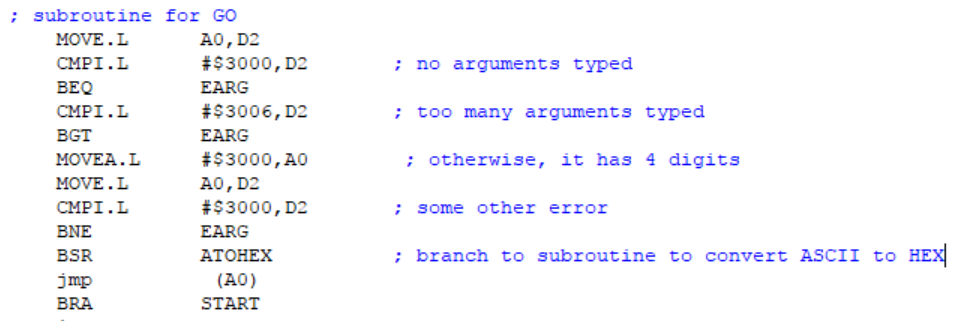 ; subroutine for GO
MOVE.L A0,D2
CMPI.L #$3000,D2 ; no arguments typed
BEQ EARG
CMPI.L #$3006,D2 ; too many arguments typed
BGT EARG
MOVEA.L #$3000,A0 ; otherwise, it has 4 digits
MOVE.L A0,D2
CMPI.L #$3000,D2 ; some other error
BNE EARG
BSR ATOHEX ; branch to subroutine to convert ASCII to HEX
jmp (A0)
BRA START